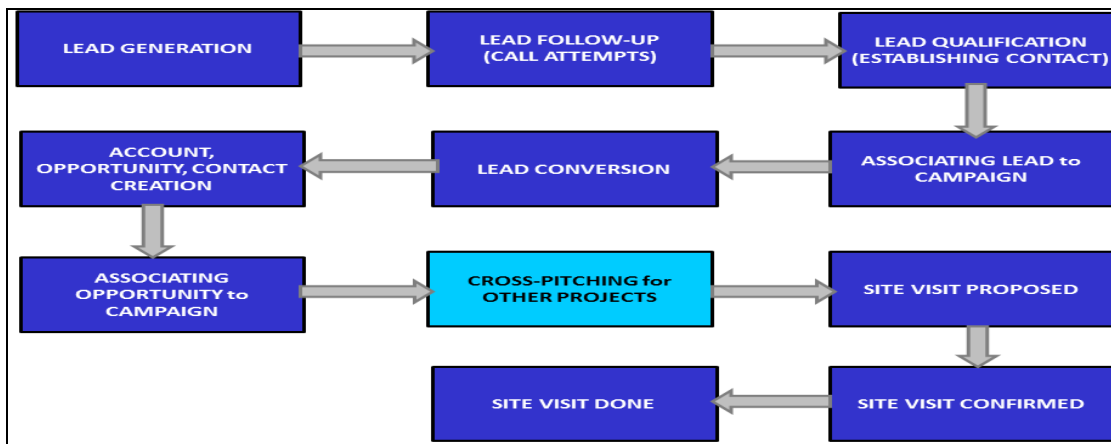 LEAD GENERATION
LEAD FOLLOW-UP
(CALL ATTEMPTS)
LEAD QUALIFICATION
(ESTABLISHING CONTACT)
ASSOCIATING LEAD to
CAMPAIGN
LEAD CONVERSION
ACCOUNT,
OPPORTUNITY, CONTACT
CREATION
ASSOCIATING
OPPORTUNITY to
CAMPAIGN
CROSS-PITCHING for
OTHER PROJECTS
SITE VISIT PROPOSED
SITE VISIT CONFIRMED
SITE VISIT DONE